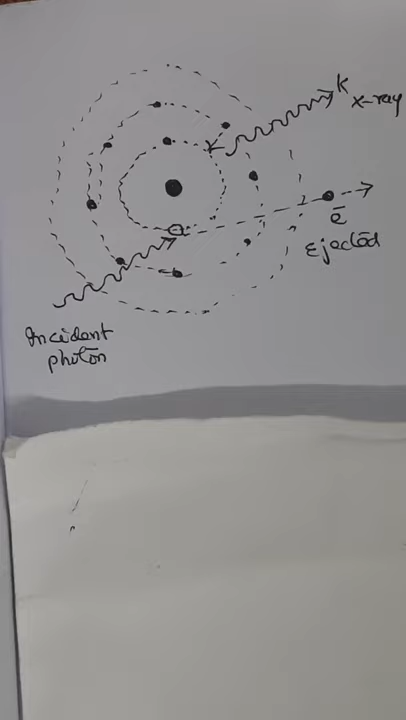 K
x-ray
ē
Ejected
Incident
photon